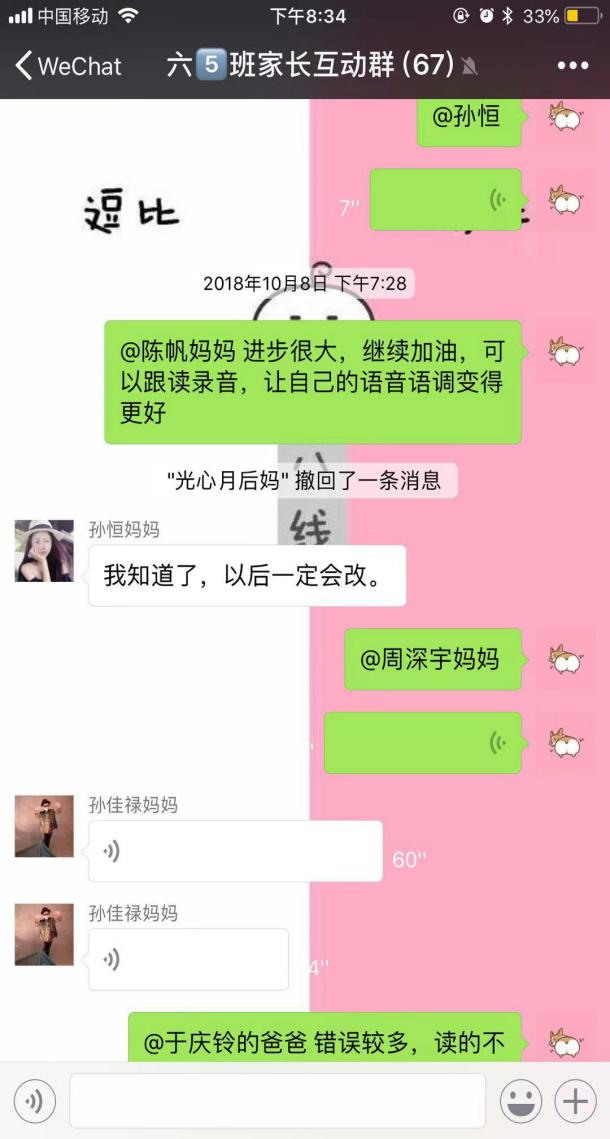 中国移动 下午8:34 33%
WeChat 六5️⃣班家长互动群(67)
@孙恒
逗比
7''
2018年10月8日 下午7:28
@陈帆妈妈 进步很大，继续加油，可
以跟读录音，让自己的语音语调变得
更好
"光心月后妈" 撤回了一条消息
线
孙恒妈妈
我知道了，以后一定会改。
@周深宇妈妈
孙佳禄妈妈
60''
孙佳禄妈妈
4''
@于庆铃的爸爸 错误较多，读的不